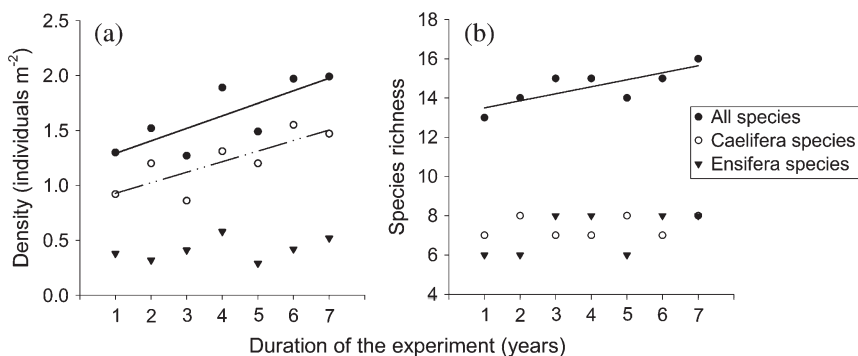 (a)
Density (individuals m⁻²)
2.5
2.0
1.5
1.0
0.5
0.0
1 2 3 4 5 6 7
(b)
Species richness
18
16
14
12
10
8
6
4
1 2 3 4 5 6 7
All species
Caelifera species
Ensifera species
Duration of the experiment (years)